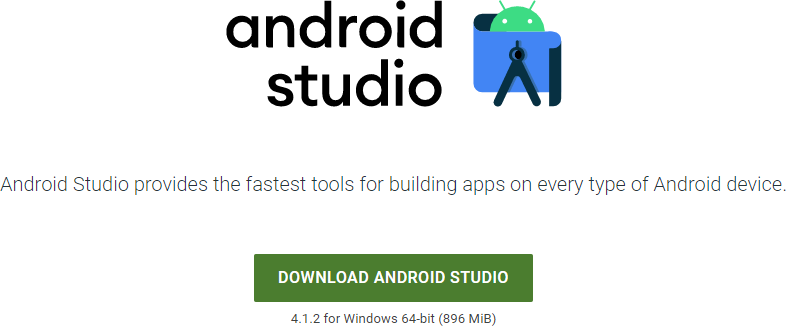 android
studio
Android Studio provides the fastest tools for building apps on every type of Android device.
DOWNLOAD ANDROID STUDIO
4.1.2 for Windows 64-bit (896 MiB)